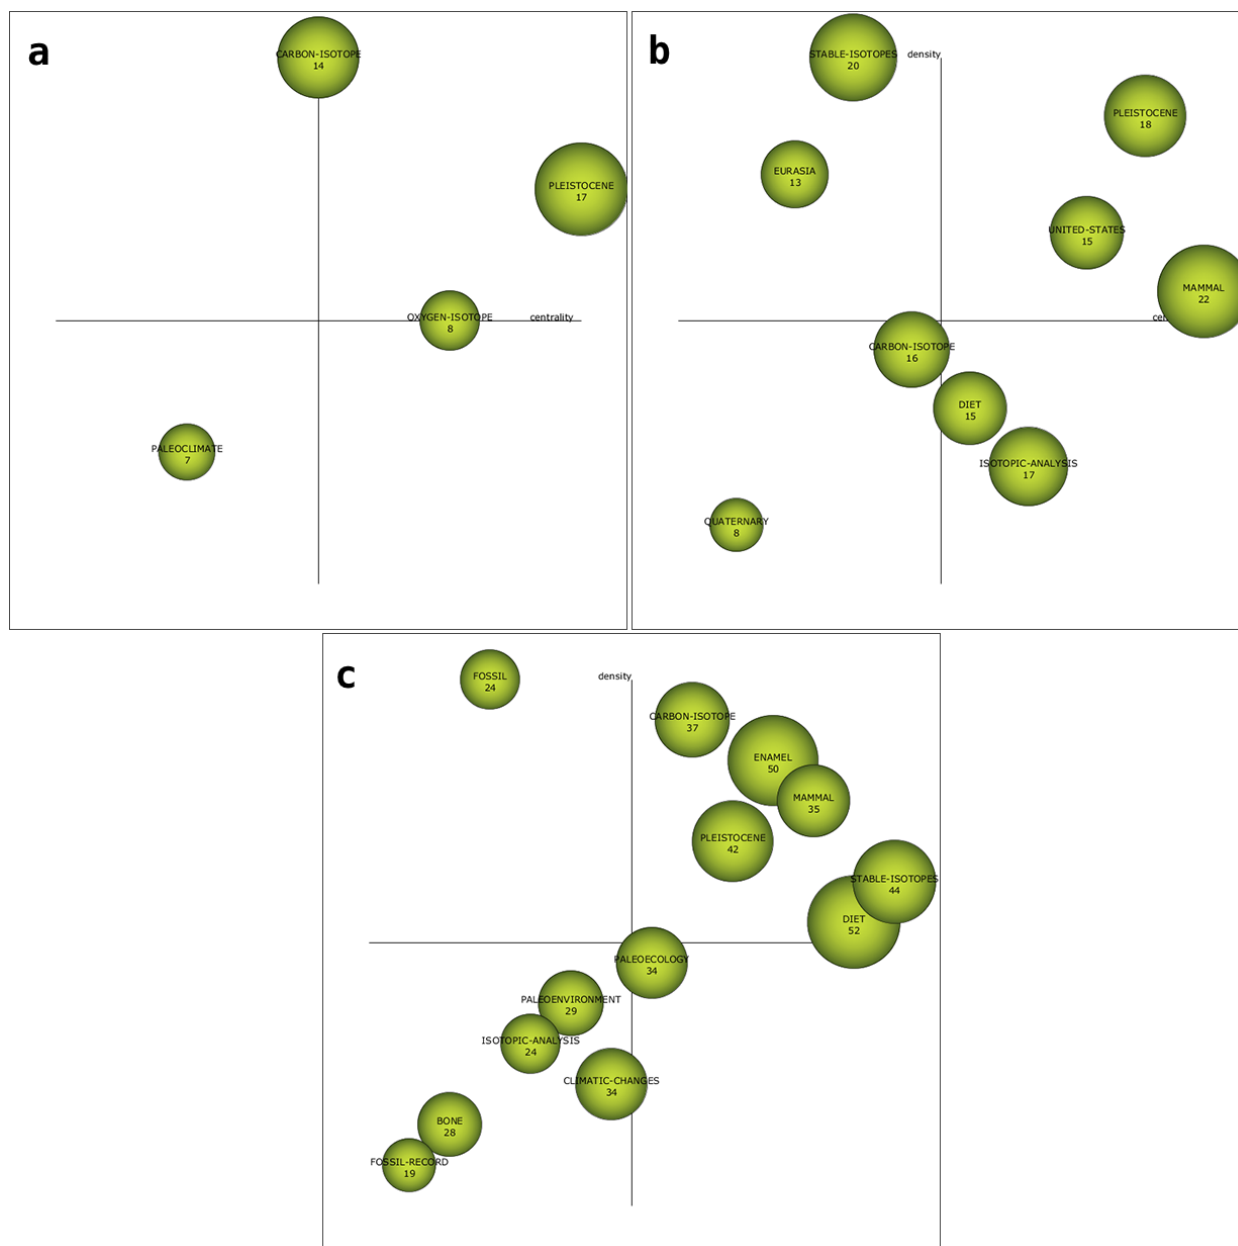 a
CARBON-ISOTOPE
14
PLEISTOCENE
17
OXYGEN-ISOTOPE
8
centrality
PALEOCLIMATE
7
b
STABLE-ISOTOPES
20
density
PLEISTOCENE
18
EURASIA
13
UNITED-STATES
15
MAMMAL
22
CARBON-ISOTOPE
16
DIET
15
ISOTOPIC-ANALYSIS
17
QUATERNARY
8
c
FOSSIL
24
density
CARBON-ISOTOPE
37
ENAMEL
50
MAMMAL
35
PLEISTOCENE
42
STABLE-ISOTOPES
44
DIET
52
PALEOECOLOGY
34
PALEOENVIRONMENT
29
ISOTOPIC-ANALYSIS
24
CLIMATIC-CHANGES
34
BONE
28
FOSSIL-RECORD
19